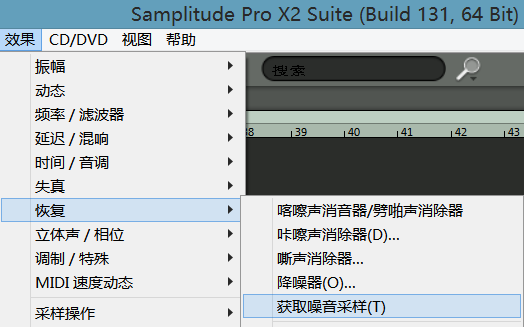 Samplitude Pro X2 Suite (Build 131, 64 Bit)
效果 CD/DVD 视图 帮助
振幅
动态
频率 / 滤波器
延迟 / 混响
时间 / 音调
失真
恢复
立体声 / 相位
调制 / 特殊
MIDI 速度动态
采样操作
搜索
38 39 40 41 42 43
喀嚓声消音器/劈啪声消除器
咔嚓声消除器(D)...
嘶声消除器...
降噪器(O)...
获取噪音采样(T)